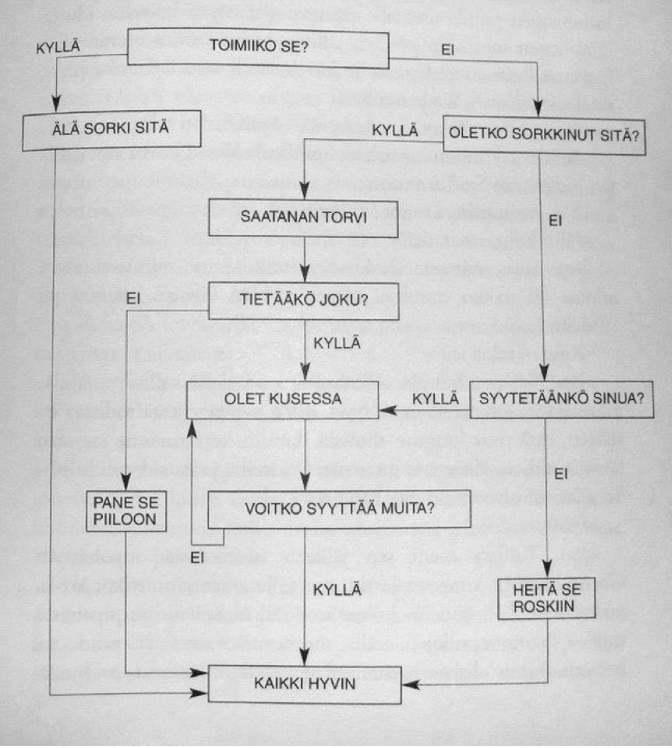 TOIMIIKO SE?
KYLLÄ
EI
ÄLÄ SORKI SITÄ
KYLLÄ
OLETKO SORKKINUT SITÄ?
SAATANAN TORVI
EI
EI
TIETÄÄKÖ JOKU?
KYLLÄ
OLET KUSESSA
KYLLÄ
SYYTETÄÄNKÖ SINUA?
EI
PANE SE
PIILOON
VOITKO SYYTTÄÄ MUITA?
EI
KYLLÄ
HEITÄ SE
ROSKIIN
KAIKKI HYVIN